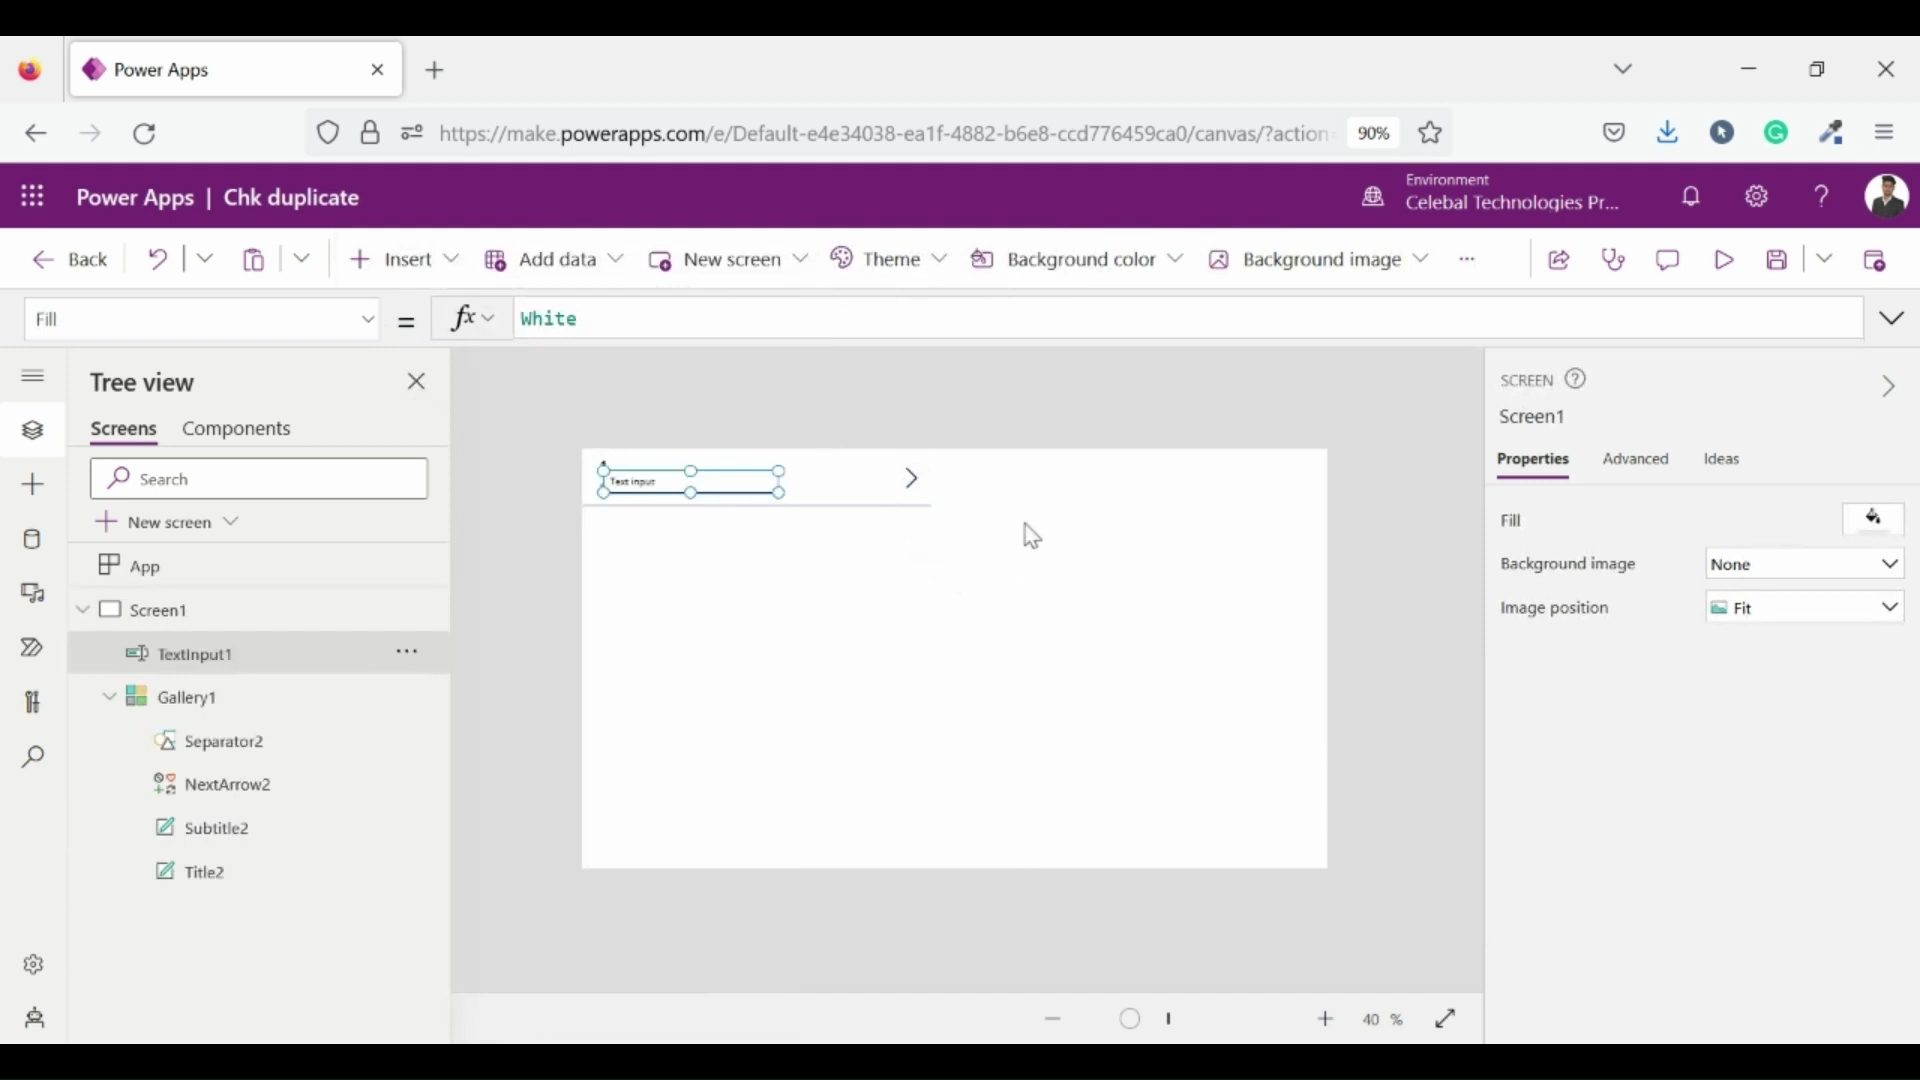 Power Apps
https://make.powerapps.com/e/Default-e4e34038-ea1f-4882-b6e8-ccd776459ca0/canvas/?action=
90%
Power Apps | Chk duplicate
Environment
Celebal Technologies Pr...
Back
Insert
Add data
New screen
Theme
Background color
Background image
...
Fill
=
fx
White
Tree view
Screens
Components
Search
New screen
App
Screen1
TextInput1
...
Gallery1
Separator2
NextArrow2
Subtitle2
Title2
Text input
40 %
SCREEN
Screen1
Properties
Advanced
Ideas
Fill
Background image
None
Image position
Fit